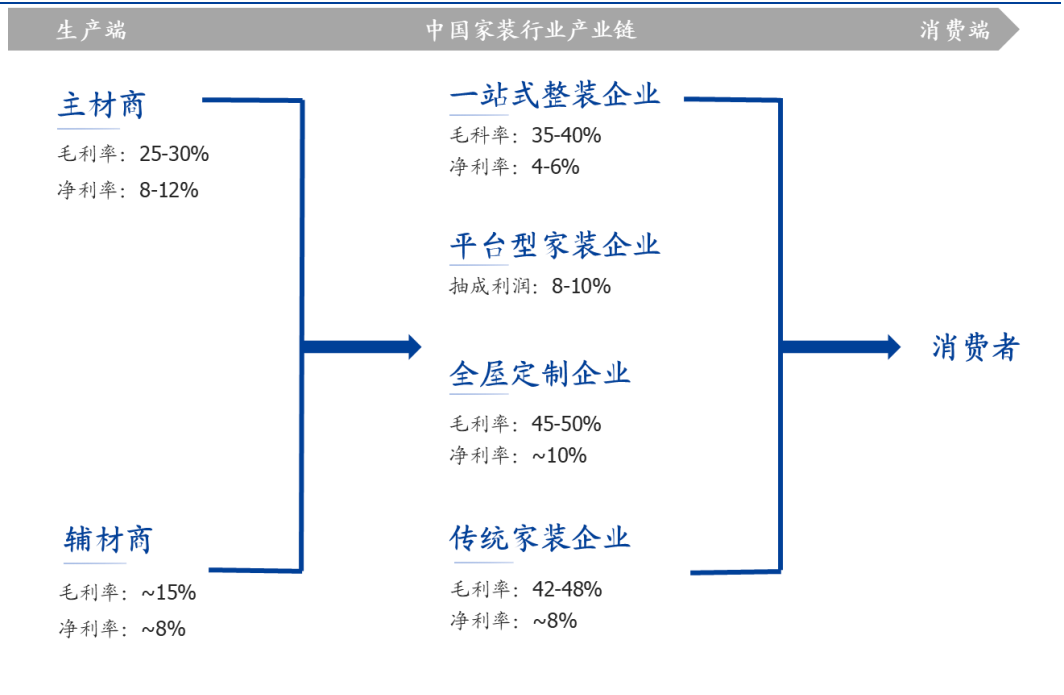 生产端
中国家装行业产业链
消费端
主材商
毛利率：25-30%
净利率：8-12%
辅材商
毛利率：~15%
净利率：~8%
一站式整装企业
毛科率：35-40%
净利率：4-6%
平台型家装企业
抽成利润：8-10%
全屋定制企业
毛利率：45-50%
净利率：~10%
传统家装企业
毛利率：42-48%
净利率：~8%
消费者